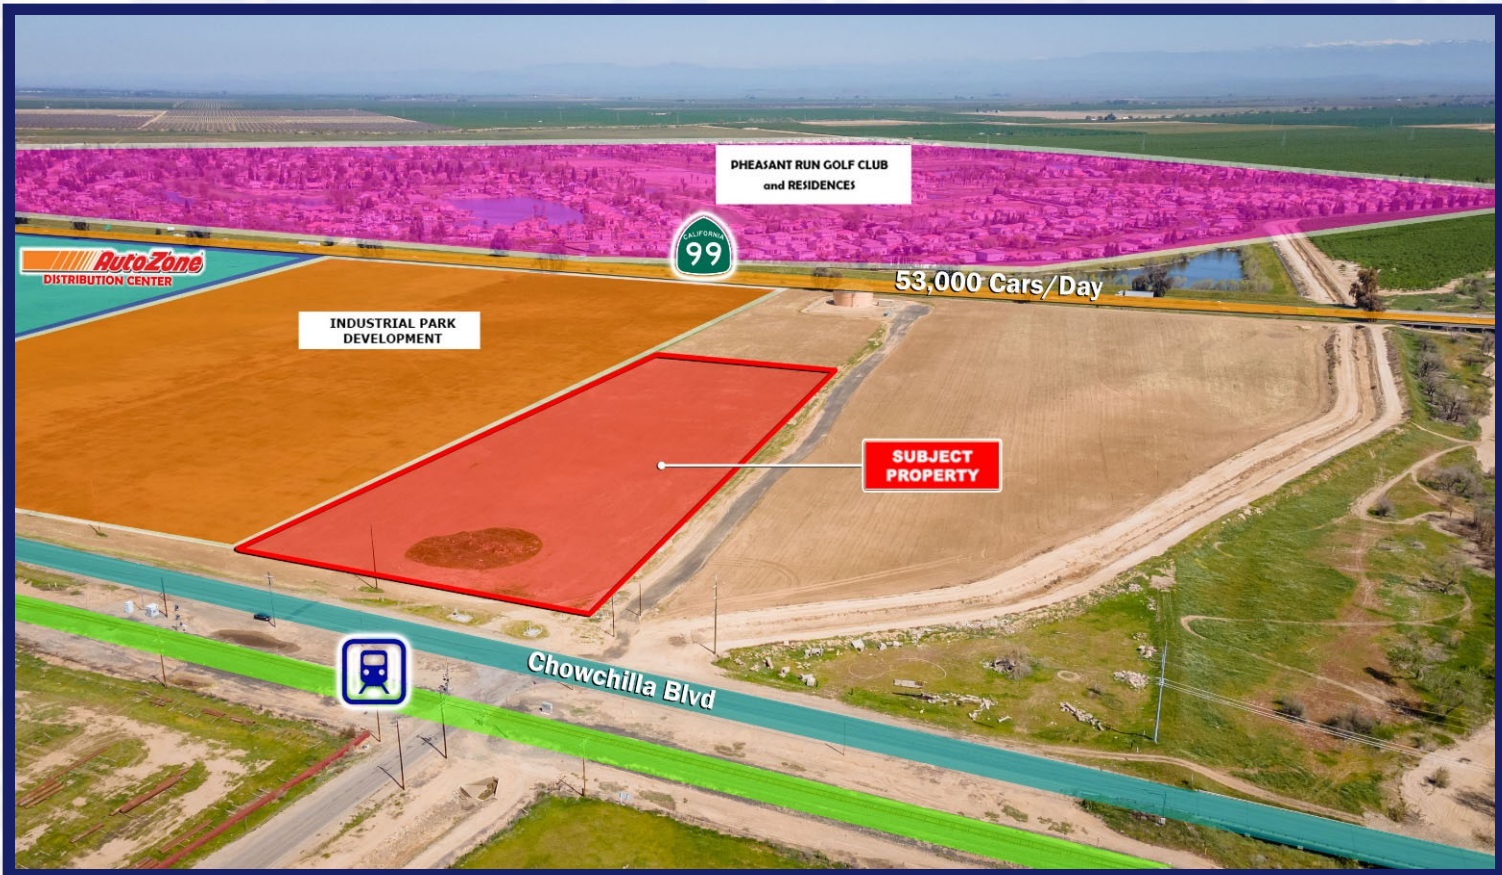 PHEASANT RUN GOLF CLUB
and RESIDENCES
CALIFORNIA
99
AutoZone
DISTRIBUTION CENTER
53,000 Cars/Day
INDUSTRIAL PARK
DEVELOPMENT
SUBJECT
PROPERTY
Chowchilla Blvd